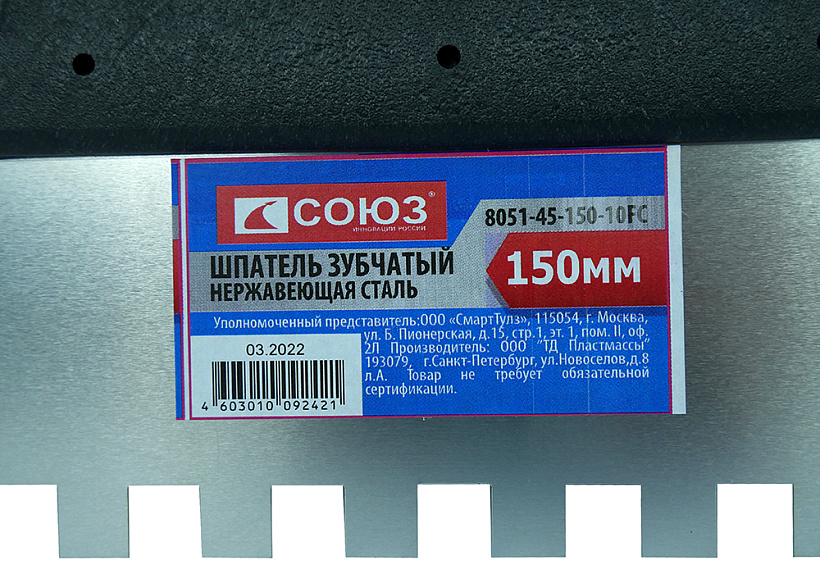 СОЮЗ®
ИННОВАЦИИ РОССИИ
8051-45-150-10FC
ШПАТЕЛЬ ЗУБЧАТЫЙ
НЕРЖАВЕЮЩАЯ СТАЛЬ
150мм
Уполномоченный представитель:ООО «СмартТулз», 115054, г. Москва,
ул. Б. Пионерская, д.15, стр.1, эт. 1, пом. II, оф.
2Л Производитель: ООО "ТД Пластмассы"
193079, г.Санкт-Петербург, ул.Новоселов,д.8
л.А. Товар не требует обязательной
сертификации.
03.2022
4 603010 092421